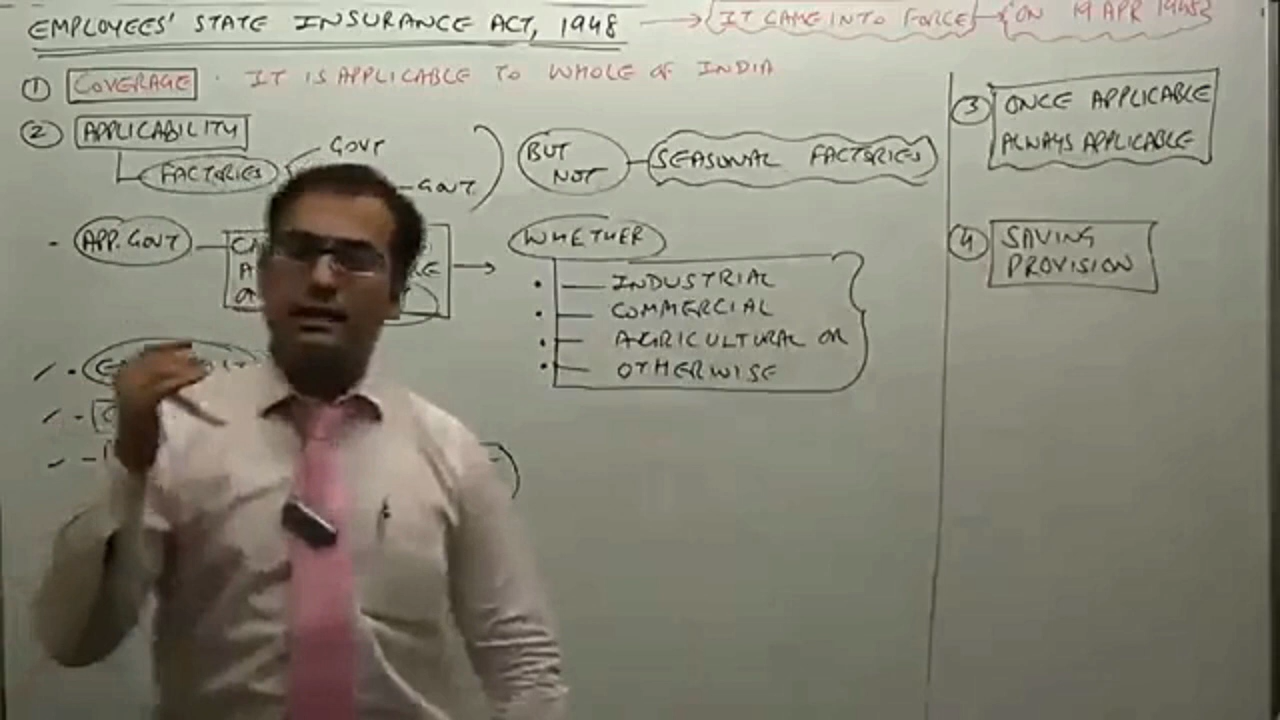 EMPLOYEES' STATE INSURANCE ACT, 1948 → {IT CAME INTO FORCE} {ON 19 APR 1948}
① COVERAGE · IT IS APPLICABLE TO WHOLE OF INDIA
② APPLICABILITY
FACTORIES
GOVT
GOVT
BUT NOT
SEASONAL FACTORIES
- APP. GOVT
WHETHER
• INDUSTRIAL
• COMMERCIAL
• AGRICULTURAL OR
• OTHERWISE
③ ONCE APPLICABLE
ALWAYS APPLICABLE
④ SAVING
PROVISION